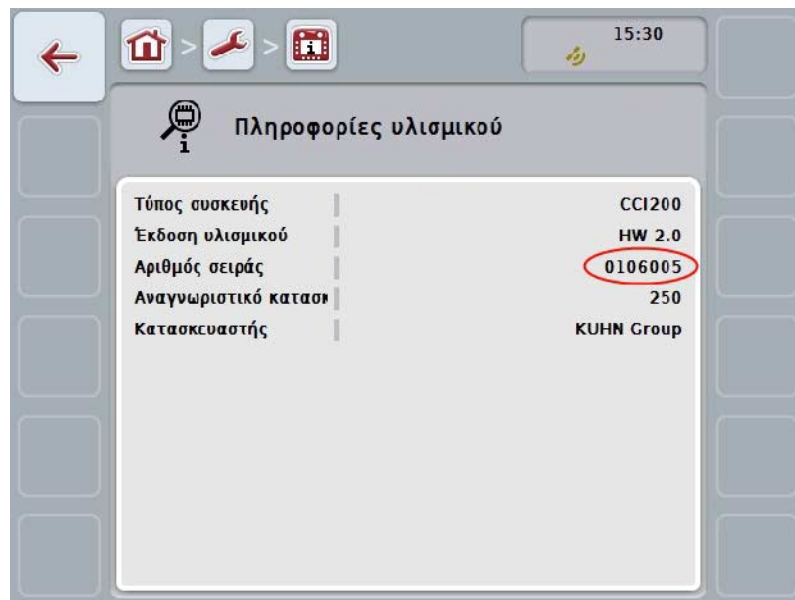 15:30
Πληροφορίες υλισμικού
Τύπος συσκευής CCI200
Έκδοση υλισμικού HW 2.0
Αριθμός σειράς 0106005
Αναγνωριστικό κατασκ 250
Κατασκευαστής KUHN Group